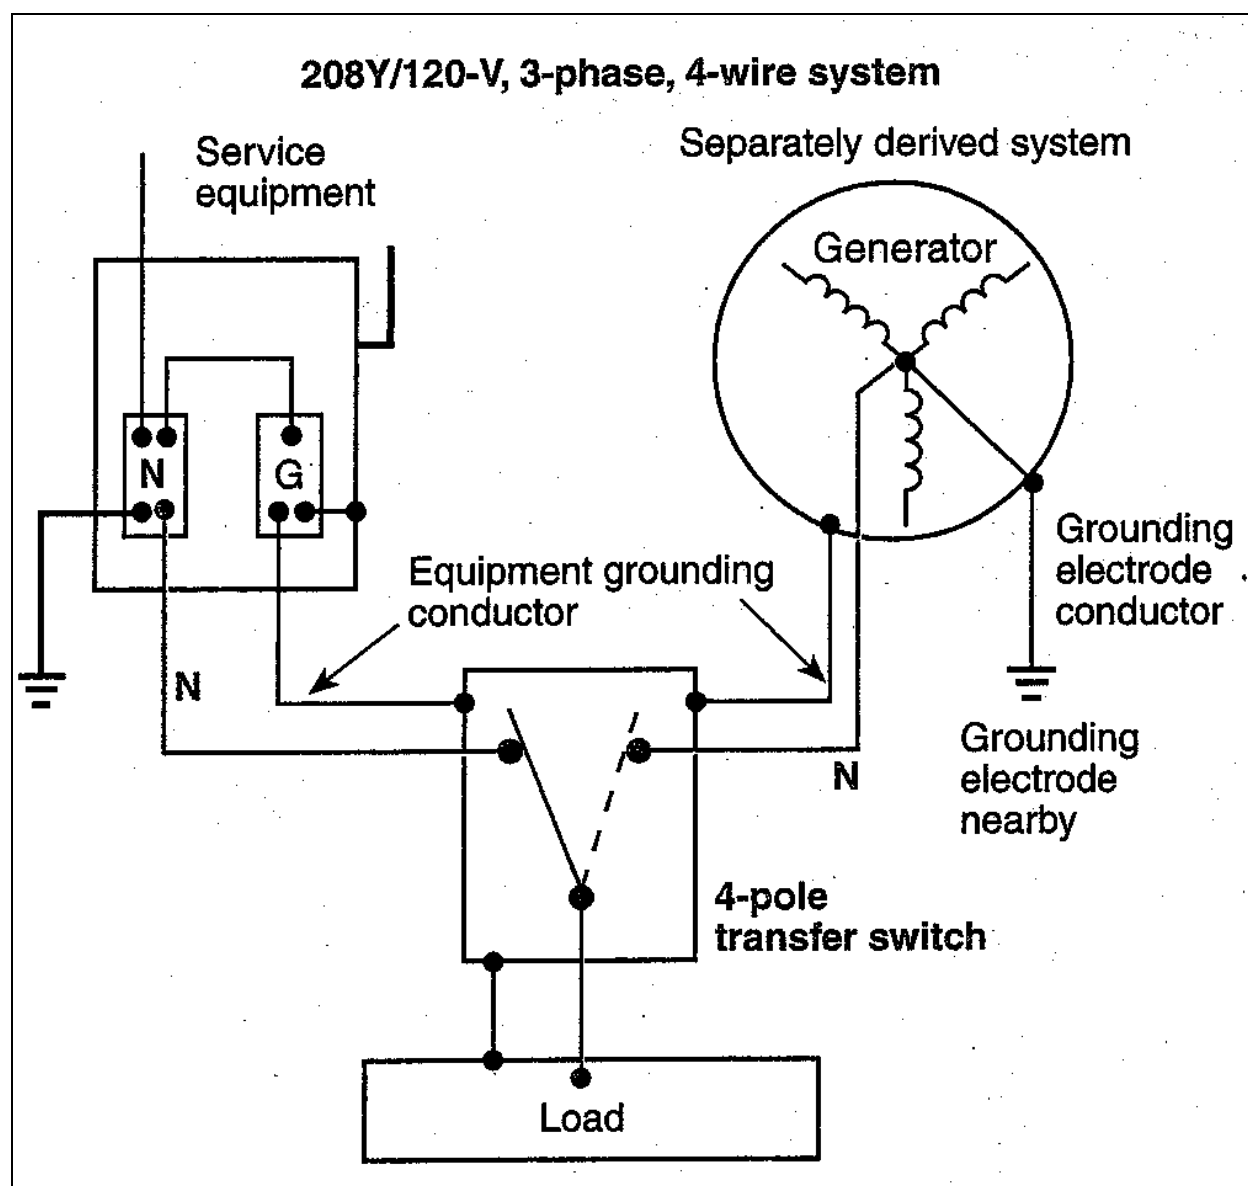 208Y/120-V, 3-phase, 4-wire system
Service
equipment
Separately derived system
Generator
N
G
Equipment grounding
conductor
Grounding
electrode
conductor
N
N
Grounding
electrode
nearby
4-pole
transfer switch
Load